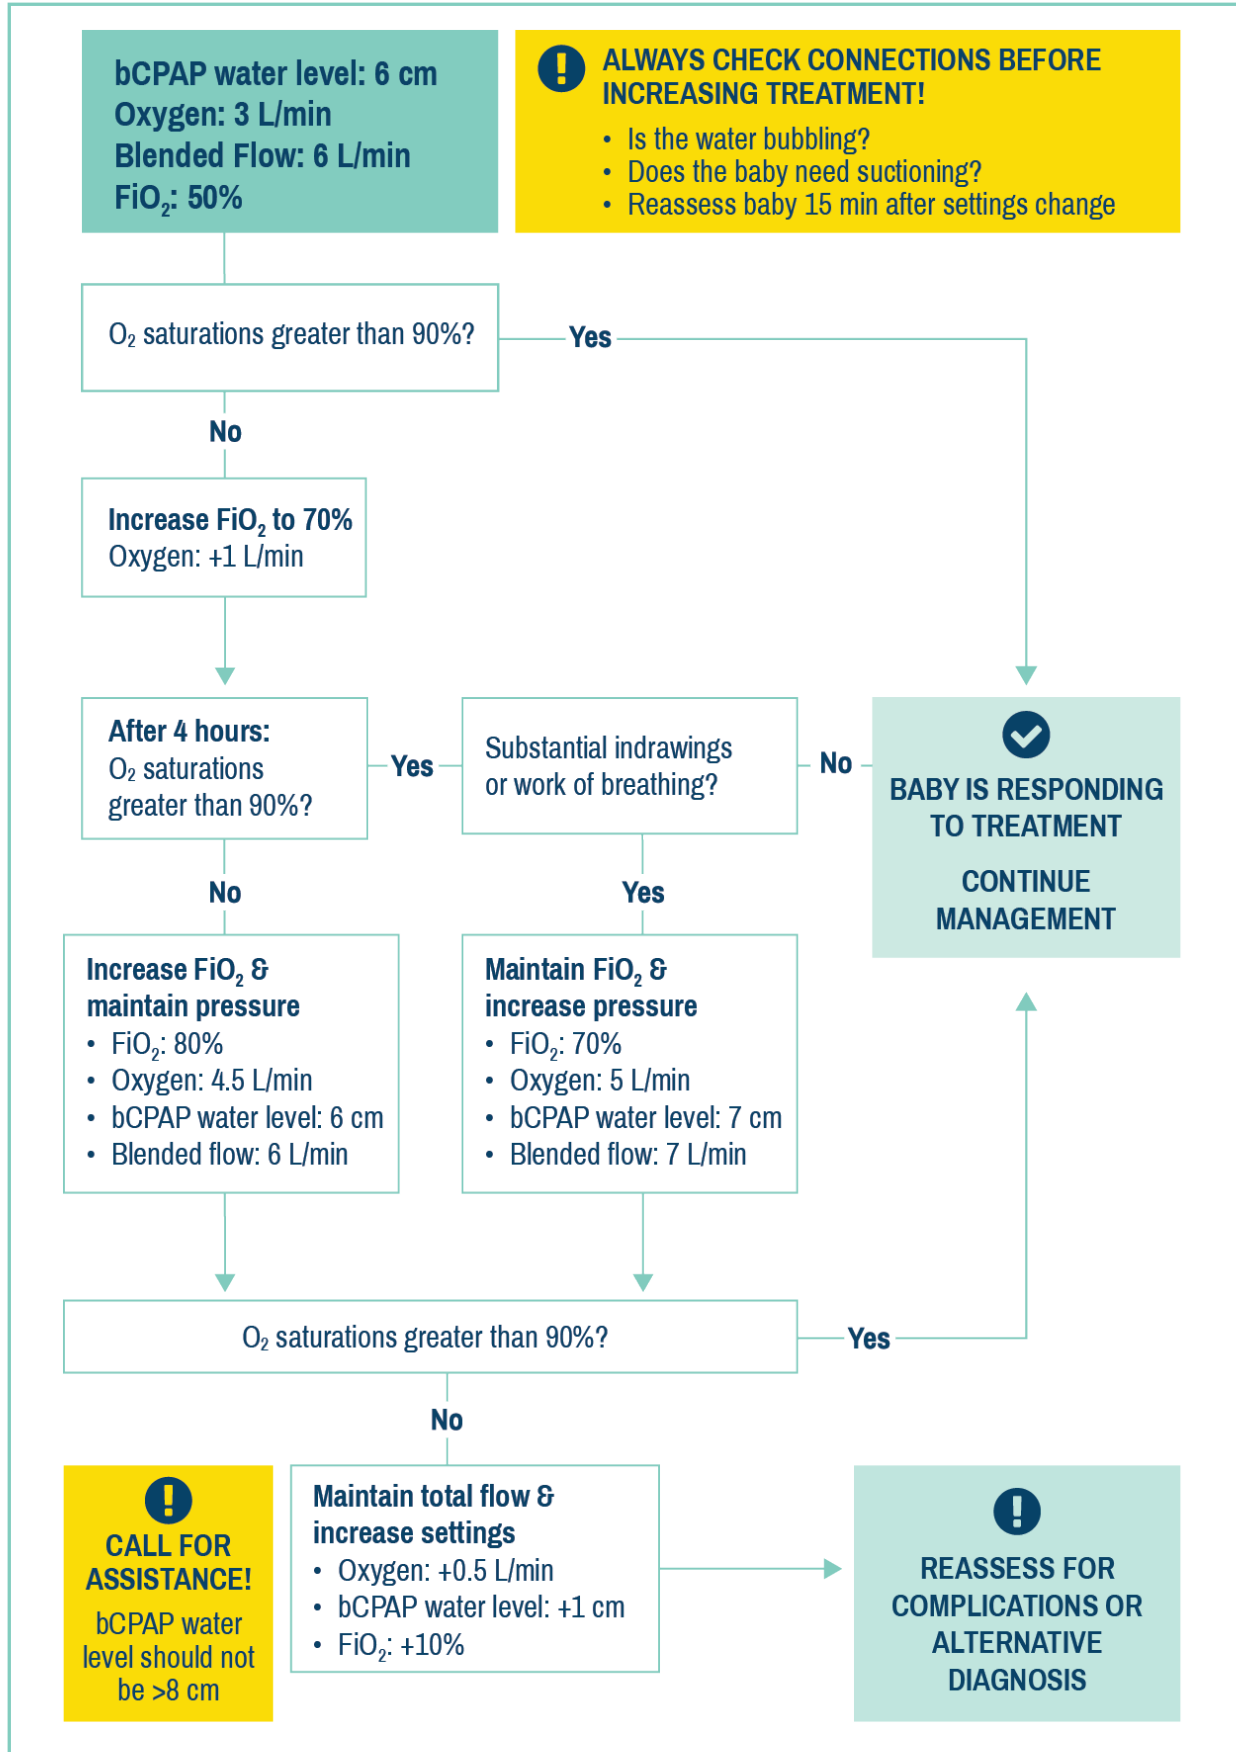 bCPAP water level: 6 cm
Oxygen: 3 L/min
Blended Flow: 6 L/min
FiO₂: 50%
ALWAYS CHECK CONNECTIONS BEFORE
INCREASING TREATMENT!
• Is the water bubbling?
• Does the baby need suctioning?
• Reassess baby 15 min after settings change
O₂ saturations greater than 90%?
Yes
No
Increase FiO₂ to 70%
Oxygen: +1 L/min
After 4 hours:
O₂ saturations
greater than 90%?
Yes
Substantial indrawings
or work of breathing?
No
BABY IS RESPONDING
TO TREATMENT
CONTINUE
MANAGEMENT
No
Yes
Increase FiO₂ &
maintain pressure
• FiO₂: 80%
• Oxygen: 4.5 L/min
• bCPAP water level: 6 cm
• Blended flow: 6 L/min
Maintain FiO₂ &
increase pressure
• FiO₂: 70%
• Oxygen: 5 L/min
• bCPAP water level: 7 cm
• Blended flow: 7 L/min
O₂ saturations greater than 90%?
Yes
No
CALL FOR
ASSISTANCE!
bCPAP water
level should not
be >8 cm
Maintain total flow &
increase settings
• Oxygen: +0.5 L/min
• bCPAP water level: +1 cm
• FiO₂: +10%
REASSESS FOR
COMPLICATIONS OR
ALTERNATIVE
DIAGNOSIS